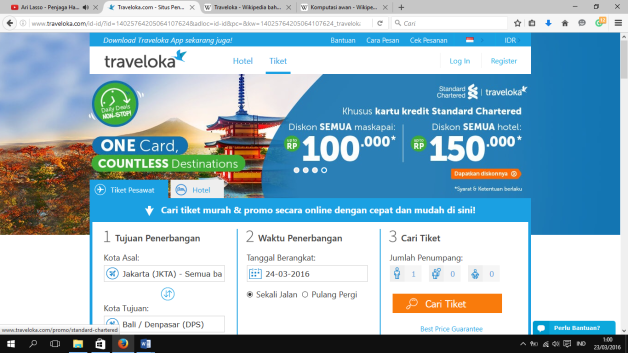 Ari Lasso - Penjaga Ha...
Traveloka.com - Situs Pen...
Traveloka - Wikipedia bah...
Komputasi awan - Wikipe...
www.traveloka.com/id-id/?id=14025764205064107624&adloc=id-id&pc=&kw=14025764205064107624_traveloka
Cari
Download Traveloka App sekarang juga!
Bantuan
Cara Pesan
Cek Pesanan
IDR
traveloka
Hotel
Tiket
Log In
Register
Daily Deals
NON-STOP!
Standard
Chartered
traveloka
Khusus kartu kredit Standard Chartered
Diskon SEMUA maskapai:
Diskon SEMUA hotel:
RP 100.000*
RP 150.000*
ONE Card,
COUNTLESS Destinations
Dapatkan diskonnya
*Syarat & Ketentuan berlaku
Tiket Pesawat
Hotel
Cari tiket murah & promo secara online dengan cepat dan mudah di sini!
1 Tujuan Penerbangan
2 Waktu Penerbangan
3 Cari Tiket
Kota Asal:
Tanggal Berangkat:
Jumlah Penumpang:
Jakarta (JKTA) - Semua ba
24-03-2016
1
0
0
Sekali Jalan
Pulang Pergi
Cari Tiket
Kota Tujuan:
Bali / Denpasar (DPS)
Best Price Guarantee
Perlu Bantuan?
www.traveloka.com/promo/standard-chartered
IND
1:00
23/03/2016